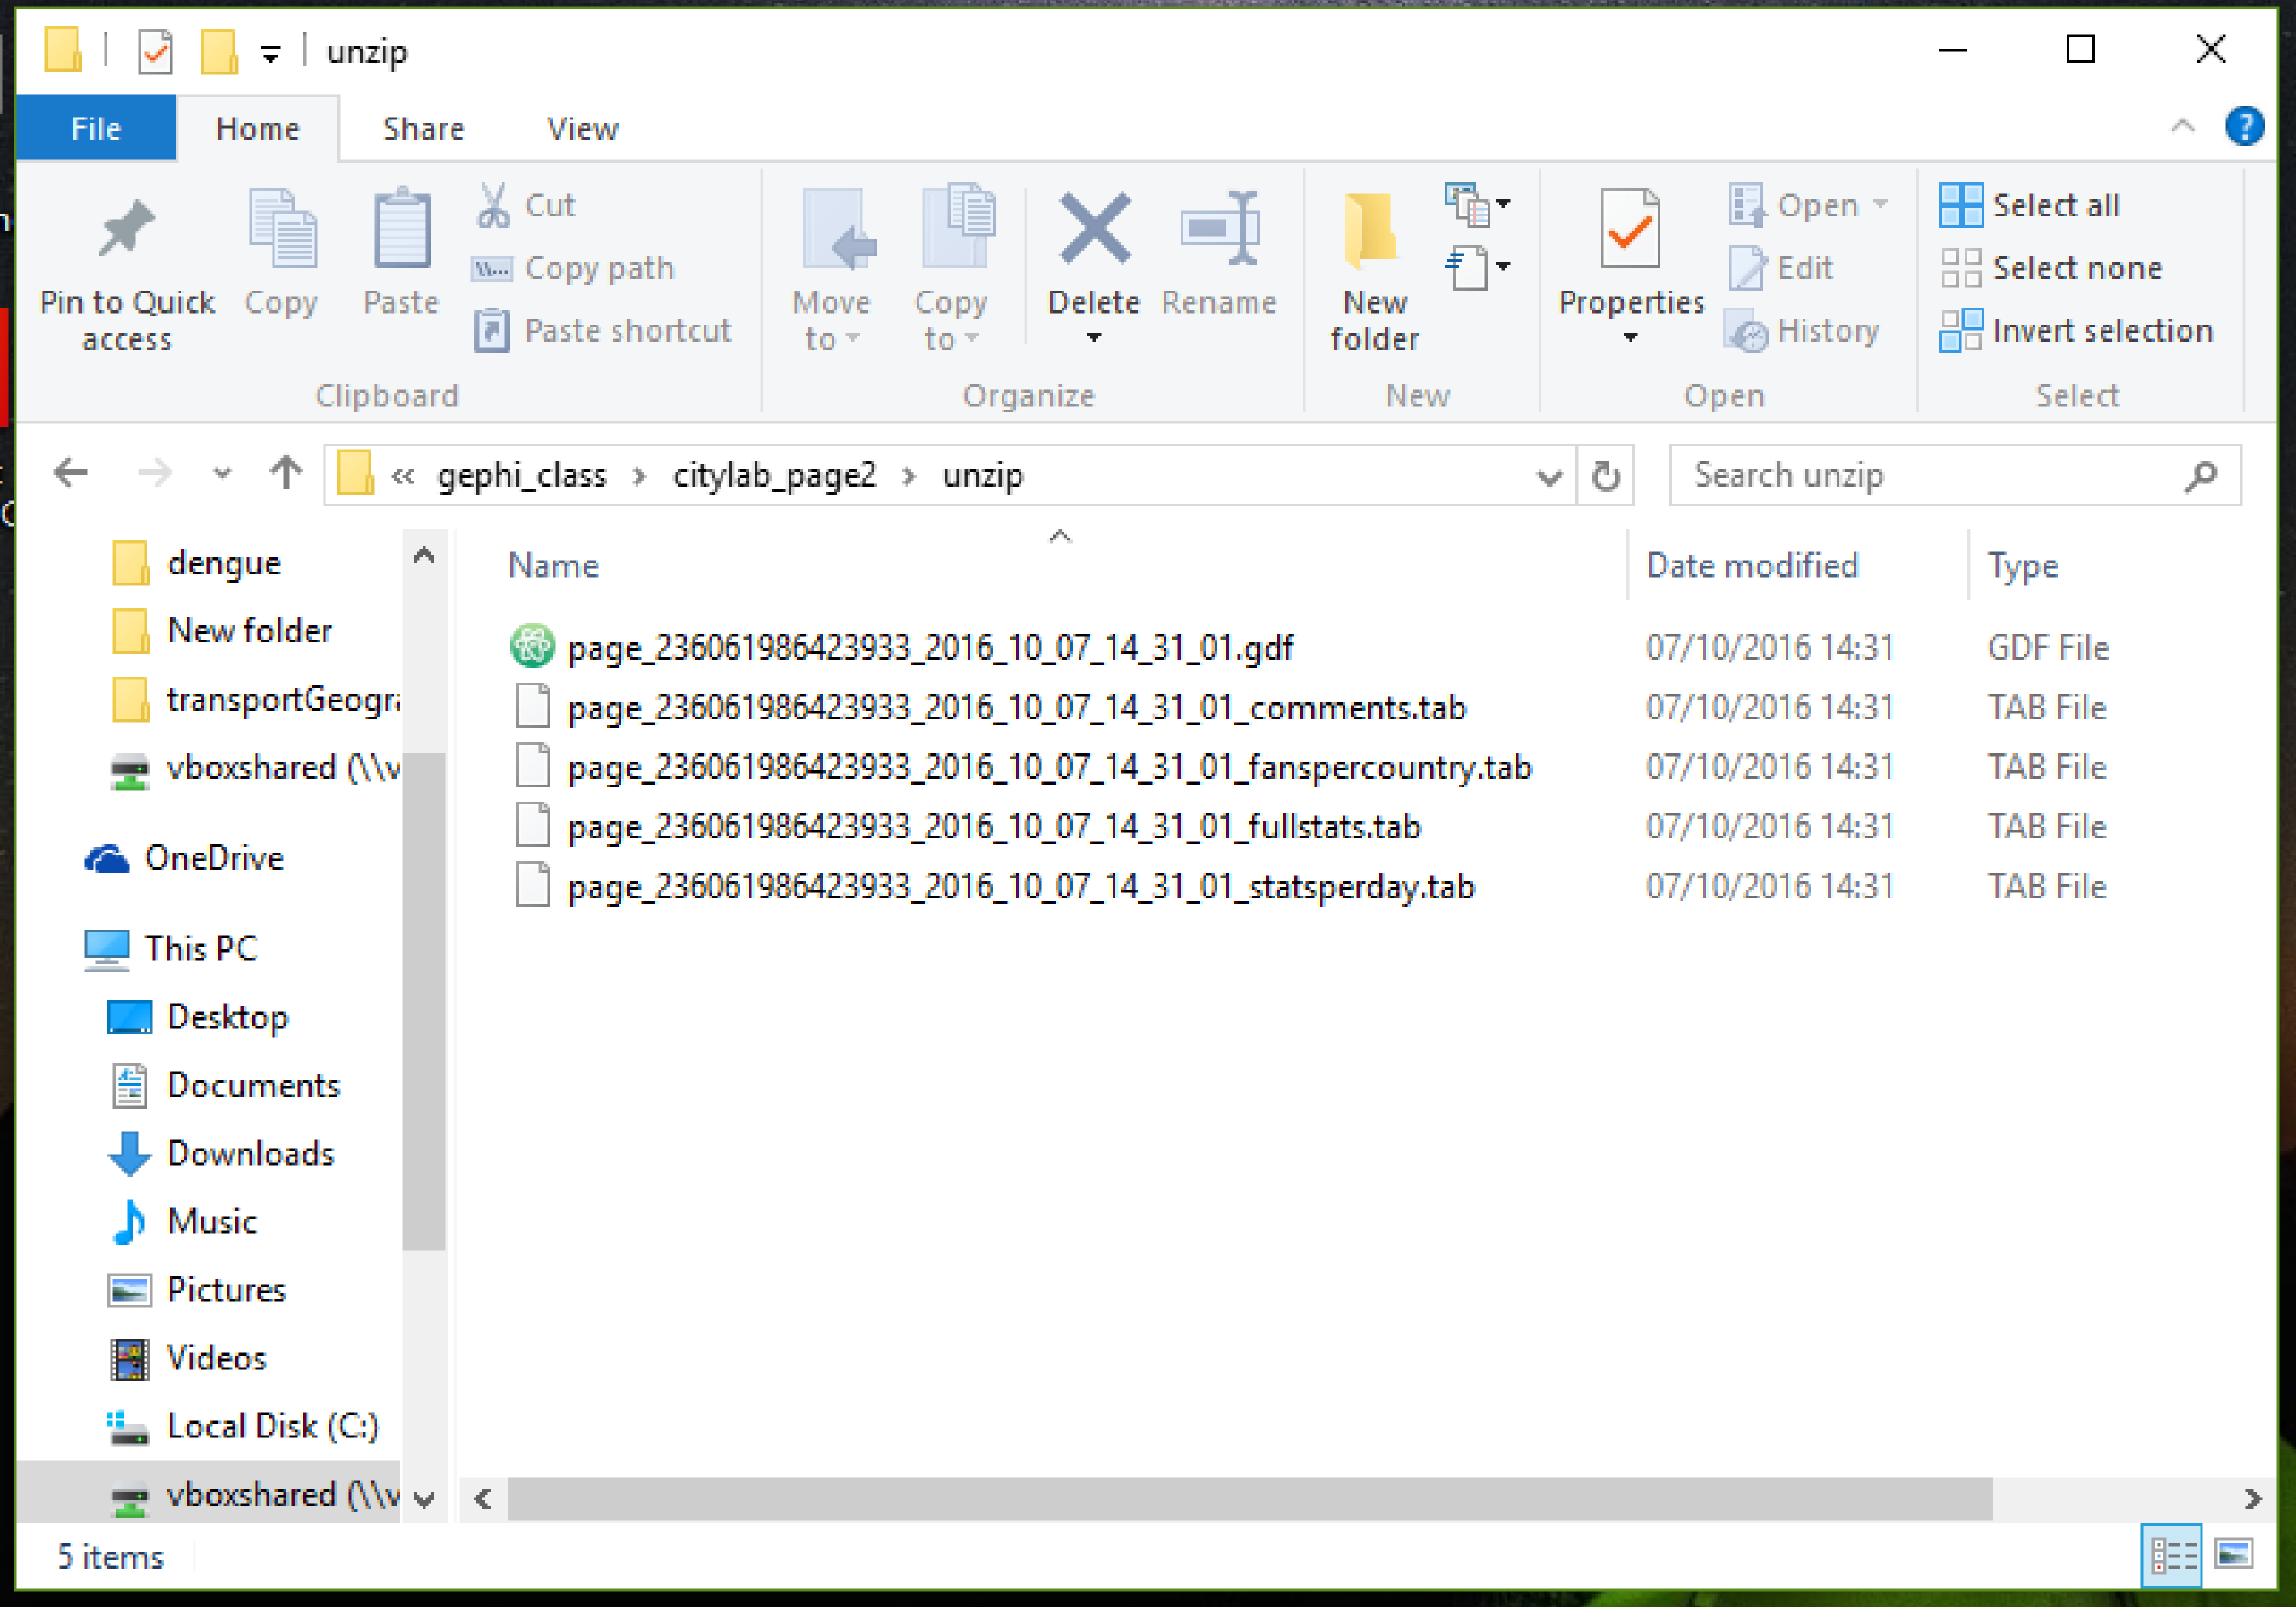 unzip
File Home Share View
Pin to Quick access
Copy
Paste
Cut
Copy path
Paste shortcut
Clipboard
Move to
Copy to
Delete
Rename
Organize
New folder
New
Properties
Open
Edit
History
Open
Select all
Select none
Invert selection
Select
« gephi_class › citylab_page2 › unzip
Search unzip
dengue
New folder
transportGeogra
vboxshared (\\v
OneDrive
This PC
Desktop
Documents
Downloads
Music
Pictures
Videos
Local Disk (C:)
vboxshared (\\v
Name Date modified Type
page_236061986423933_2016_10_07_14_31_01.gdf 07/10/2016 14:31 GDF File
page_236061986423933_2016_10_07_14_31_01_comments.tab 07/10/2016 14:31 TAB File
page_236061986423933_2016_10_07_14_31_01_fanspercountry.tab 07/10/2016 14:31 TAB File
page_236061986423933_2016_10_07_14_31_01_fullstats.tab 07/10/2016 14:31 TAB File
page_236061986423933_2016_10_07_14_31_01_statsperday.tab 07/10/2016 14:31 TAB File
5 items